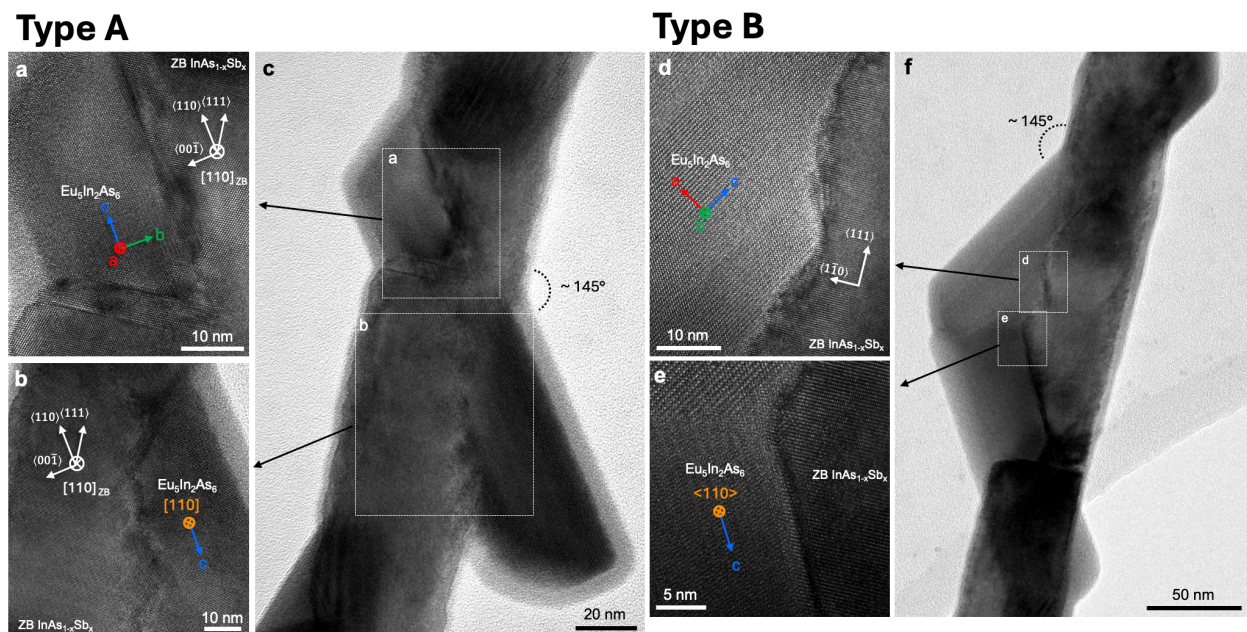 Type A
Type B
a
ZB InAs₁₋ₓSbₓ
⟨110⟩ ⟨111⟩
⟨001̅⟩
[110]ZB
Eu₅In₂As₆
c
b
a
10 nm
b
⟨110⟩ ⟨111⟩
⟨001̅⟩
[110]ZB
Eu₅In₂As₆
[110]
c
ZB InAs₁₋ₓSbₓ
10 nm
c
a
~ 145°
b
20 nm
d
Eu₅In₂As₆
a
c
b
⟨111⟩
⟨11̅0⟩
10 nm
ZB InAs₁₋ₓSbₓ
e
Eu₅In₂As₆
<110>
c
ZB InAs₁₋ₓSbₓ
5 nm
f
~ 145°
d
e
50 nm